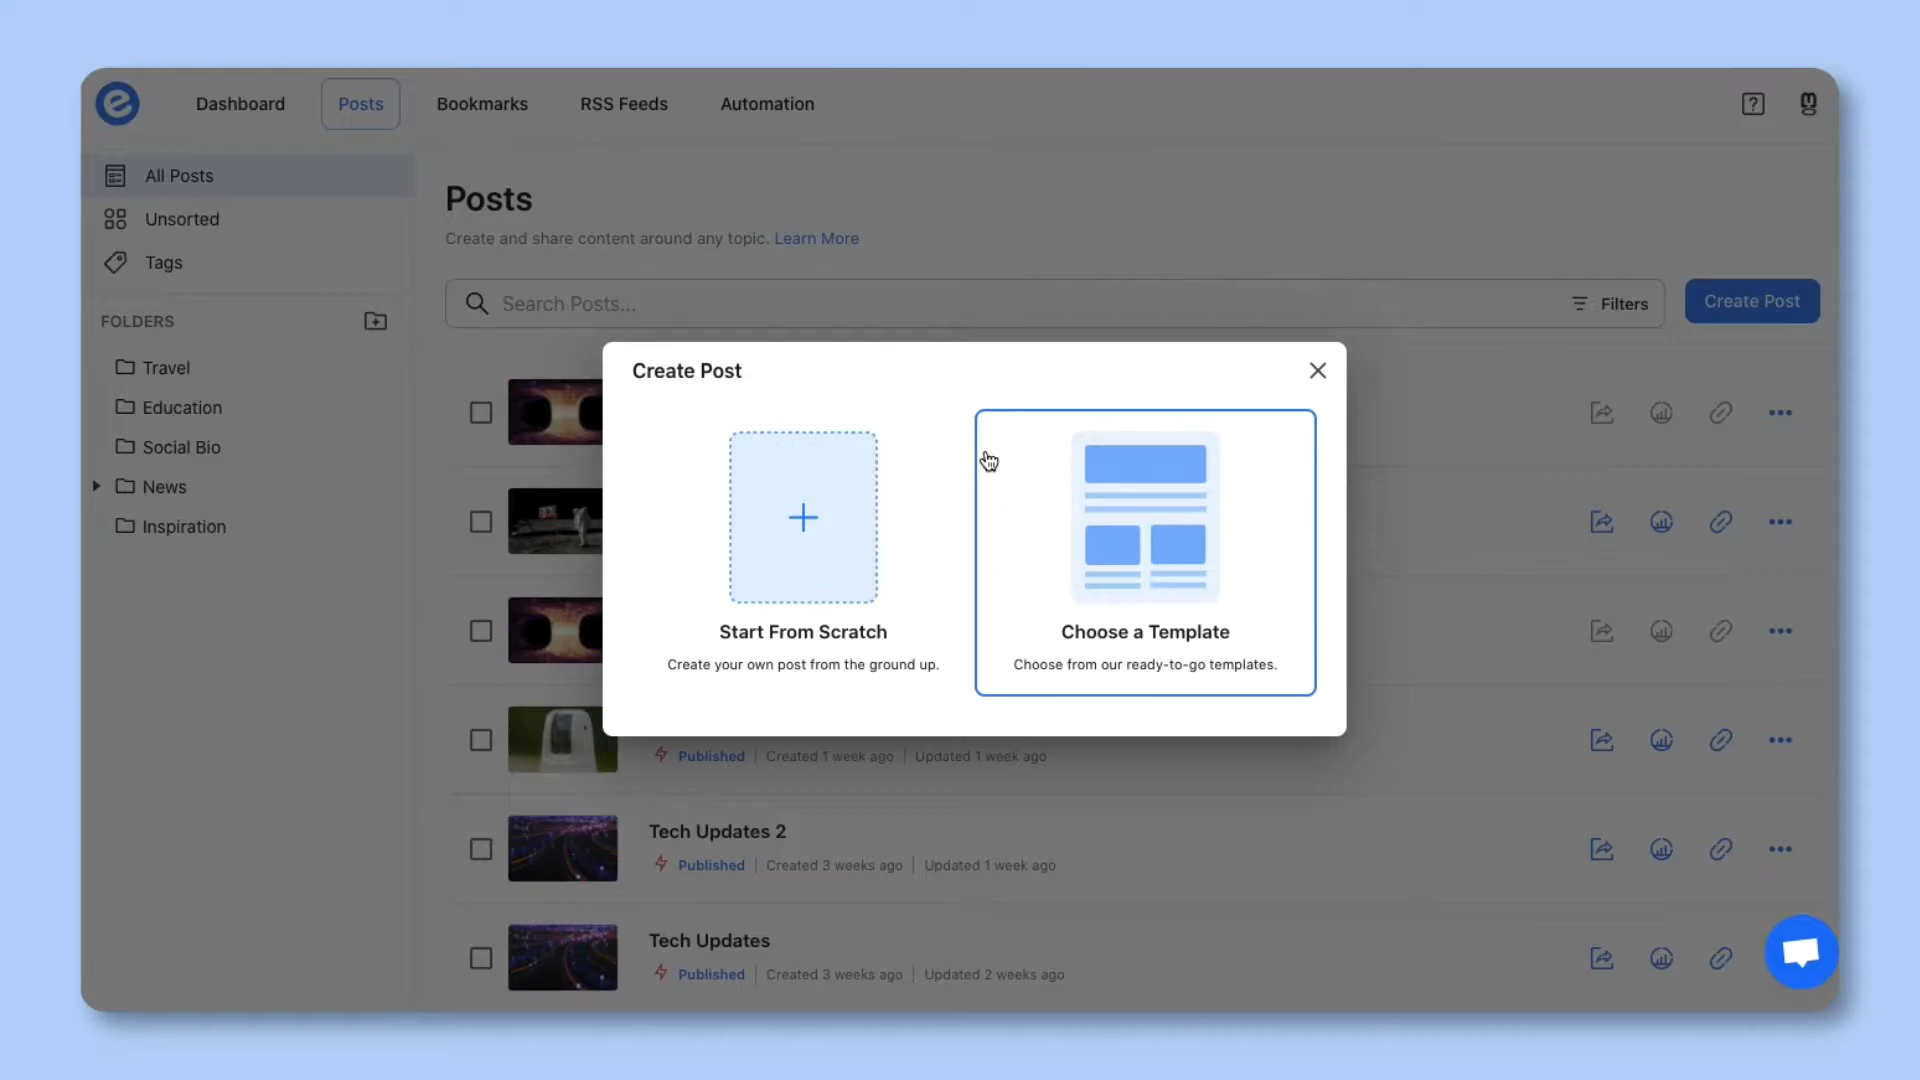 Dashboard
Posts
Bookmarks
RSS Feeds
Automation
All Posts
Unsorted
Tags
FOLDERS
Travel
Education
Social Bio
News
Inspiration
Posts
Create and share content around any topic. Learn More
Search Posts...
Filters
Create Post
Create Post
Start From Scratch
Create your own post from the ground up.
Choose a Template
Choose from our ready-to-go templates.
Published | Created 1 week ago | Updated 1 week ago
Tech Updates 2
Published | Created 3 weeks ago | Updated 1 week ago
Tech Updates
Published | Created 3 weeks ago | Updated 2 weeks ago